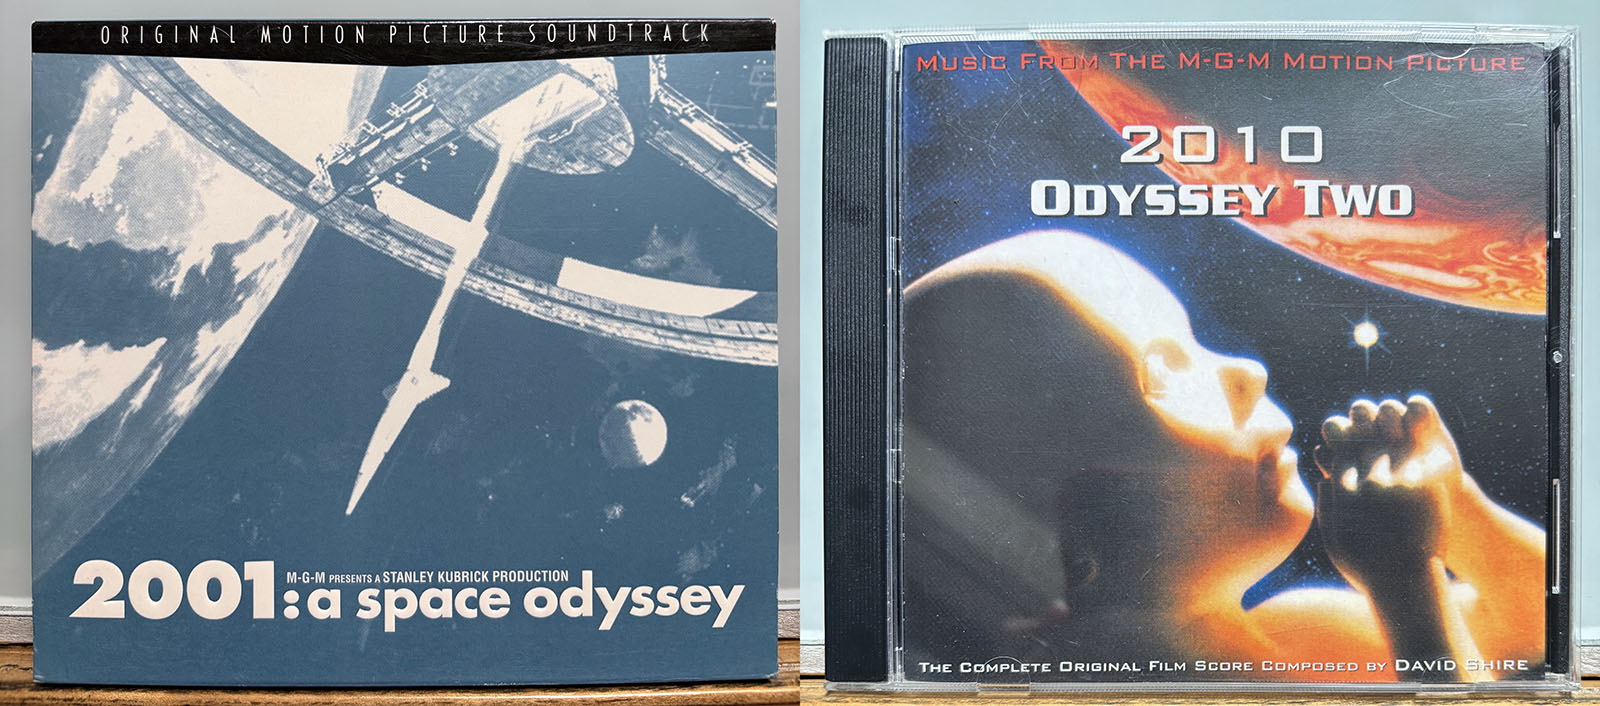 ORIGINAL MOTION PICTURE SOUNDTRACK
M-G-M PRESENTS A STANLEY KUBRICK PRODUCTION
2001: a space odyssey
MUSIC FROM THE M-G-M MOTION PICTURE
2010
ODYSSEY TWO
THE COMPLETE ORIGINAL FILM SCORE COMPOSED BY DAVID SHIRE